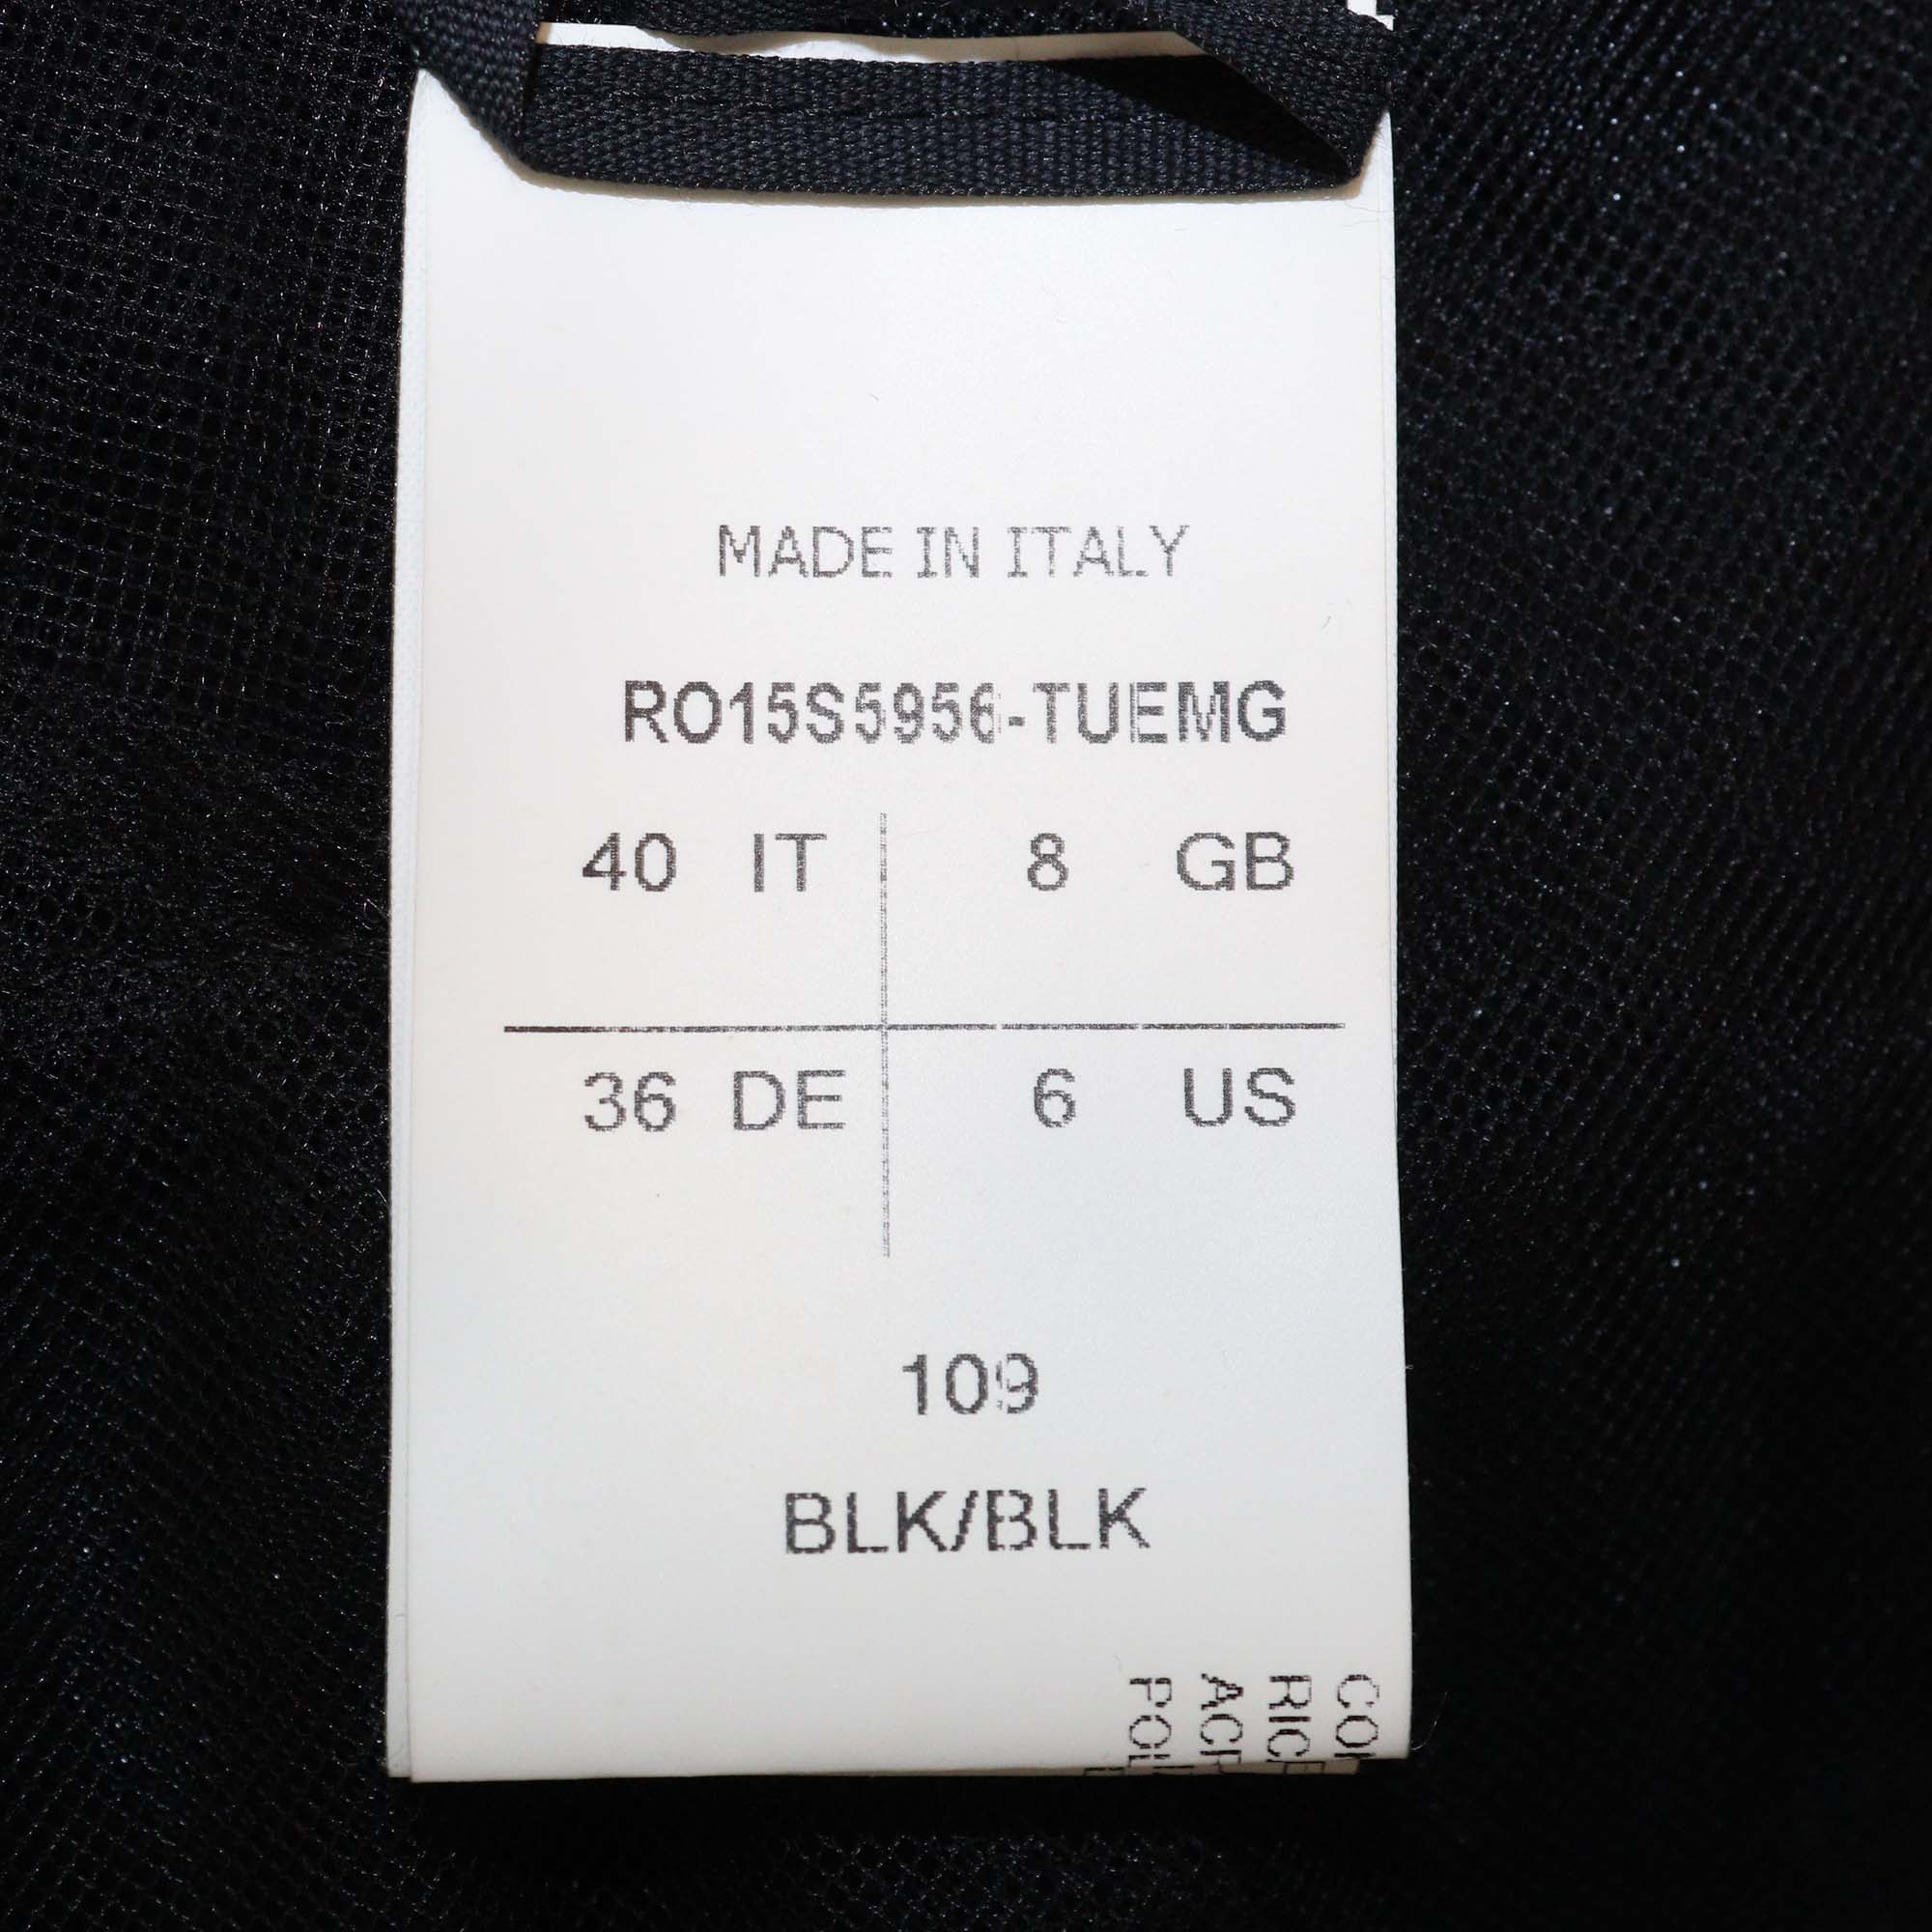 MADE IN ITALY
RO15S5956-TUEMG
40 IT 8 GB
36 DE 6 US
109
BLK/BLK